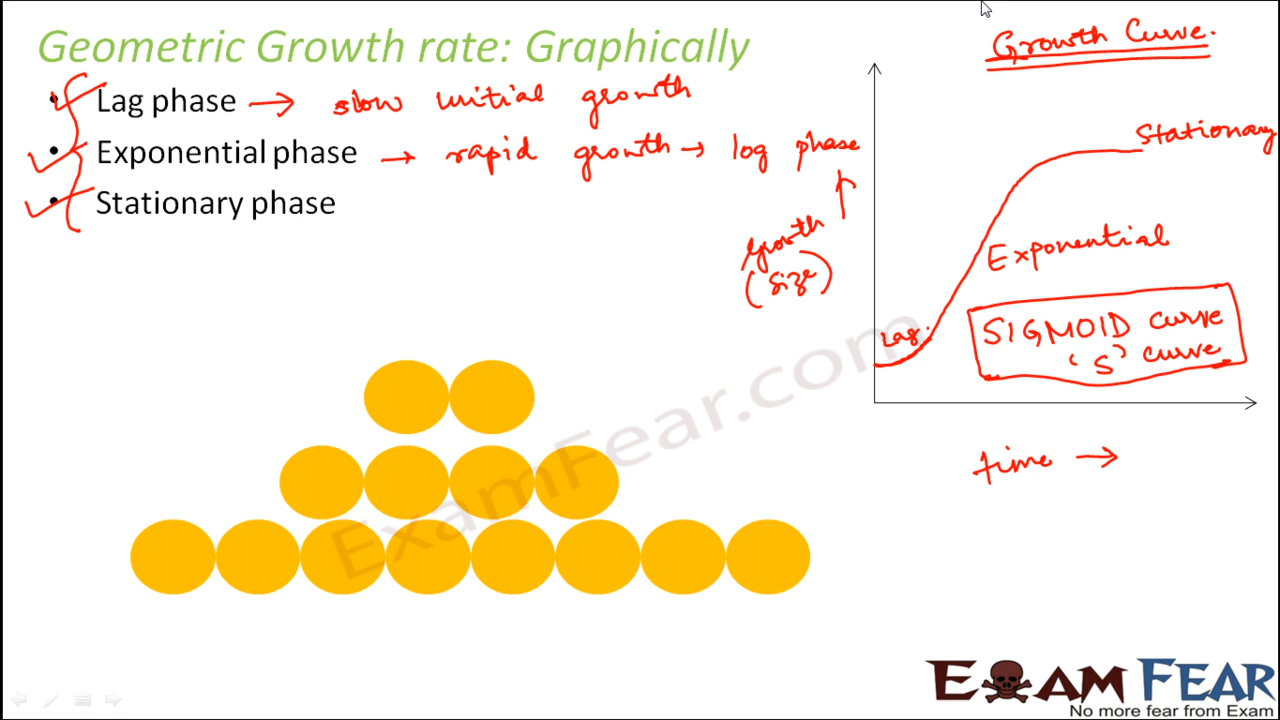 Geometric Growth rate: Graphically
Growth Curve.
• Lag phase → slow initial growth
• Exponential phase → rapid growth → log phase
• Stationary phase
Stationary
growth
(size)
Exponential
Lag.
SIGMOID curve
'S' curve
time →
ExamFear.com
EXAM FEAR
No more fear from Exam